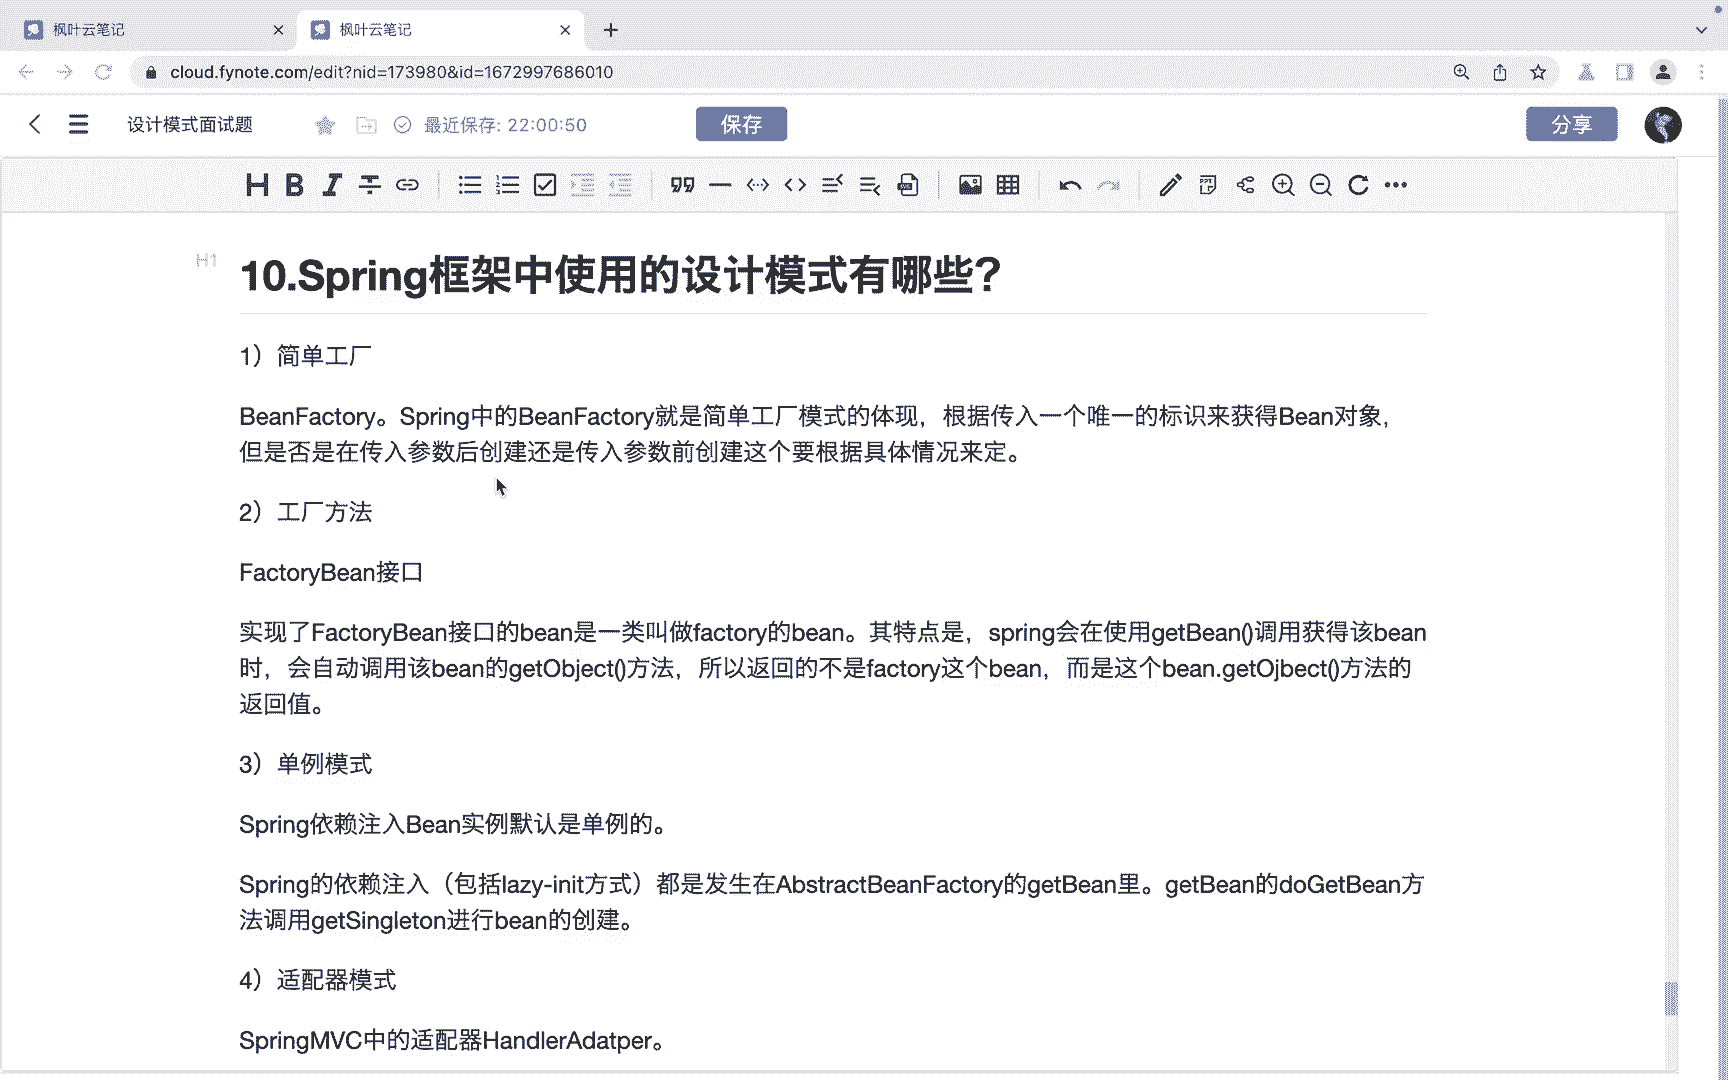 枫叶云笔记
枫叶云笔记
cloud.fynote.com/edit?nid=173980&id=1672997686010
设计模式面试题
最近保存: 22:00:50
保存
分享
H1
10.Spring框架中使用的设计模式有哪些?
1）简单工厂
BeanFactory。Spring中的BeanFactory就是简单工厂模式的体现，根据传入一个唯一的标识来获得Bean对象，
但是否是在传入参数后创建还是传入参数前创建这个要根据具体情况来定。
2）工厂方法
FactoryBean接口
实现了FactoryBean接口的bean是一类叫做factory的bean。其特点是，spring会在使用getBean()调用获得该bean
时，会自动调用该bean的getObject()方法，所以返回的不是factory这个bean，而是这个bean.getOjbect()方法的
返回值。
3）单例模式
Spring依赖注入Bean实例默认是单例的。
Spring的依赖注入（包括lazy-init方式）都是发生在AbstractBeanFactory的getBean里。getBean的doGetBean方
法调用getSingleton进行bean的创建。
4）适配器模式
SpringMVC中的适配器HandlerAdatper。